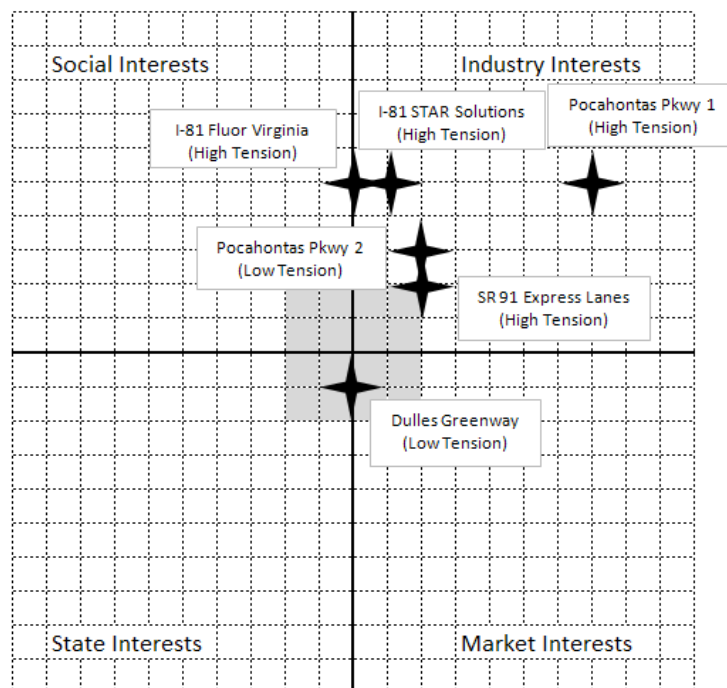 Social Interests
Industry Interests
I-81 Fluor Virginia
(High Tension)
I-81 STAR Solutions
(High Tension)
Pocahontas Pkwy 1
(High Tension)
Pocahontas Pkwy 2
(Low Tension)
SR 91 Express Lanes
(High Tension)
Dulles Greenway
(Low Tension)
State Interests
Market Interests